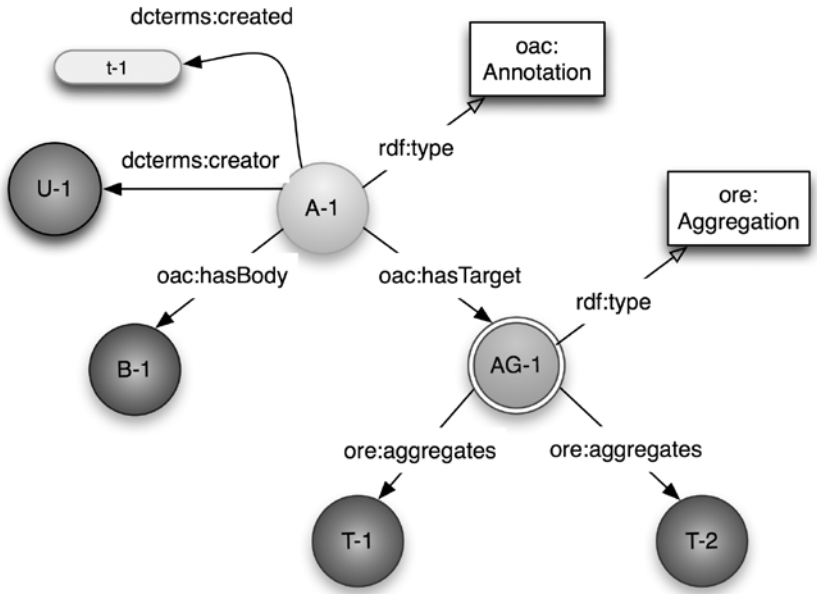 dcterms:created
oac:
Annotation
t-1
rdf:type
dcterms:creator
U-1
A-1
ore:
Aggregation
oac:hasBody
oac:hasTarget
rdf:type
B-1
AG-1
ore:aggregates
ore:aggregates
T-1
T-2